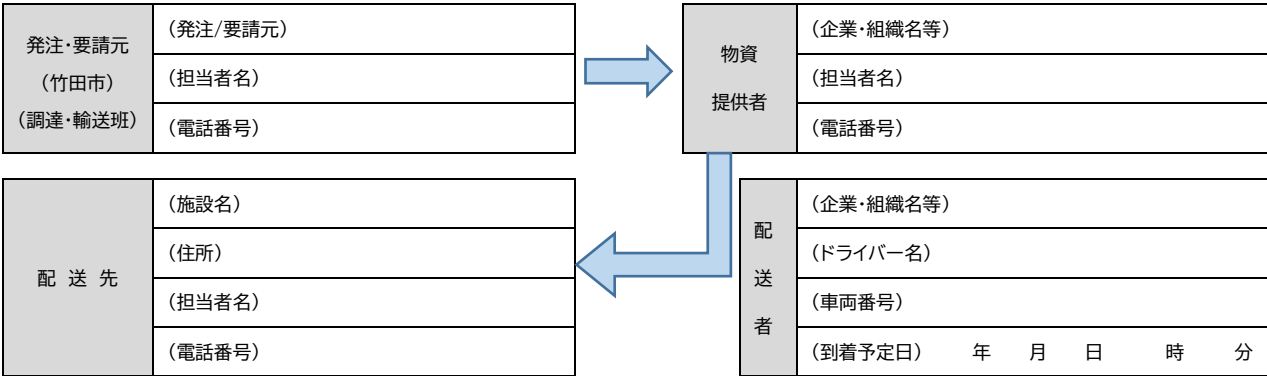 発注・要請元
（竹田市）
（調達・輸送班）
（発注/要請元）
（担当者名）
（電話番号）
物資
提供者
（企業・組織名等）
（担当者名）
（電話番号）
配 送 先
（施設名）
（住所）
（担当者名）
（電話番号）
配
送
者
（企業・組織名等）
（ドライバー名）
（車両番号）
（到着予定日）　　年　　月　　日　　　時　　　分